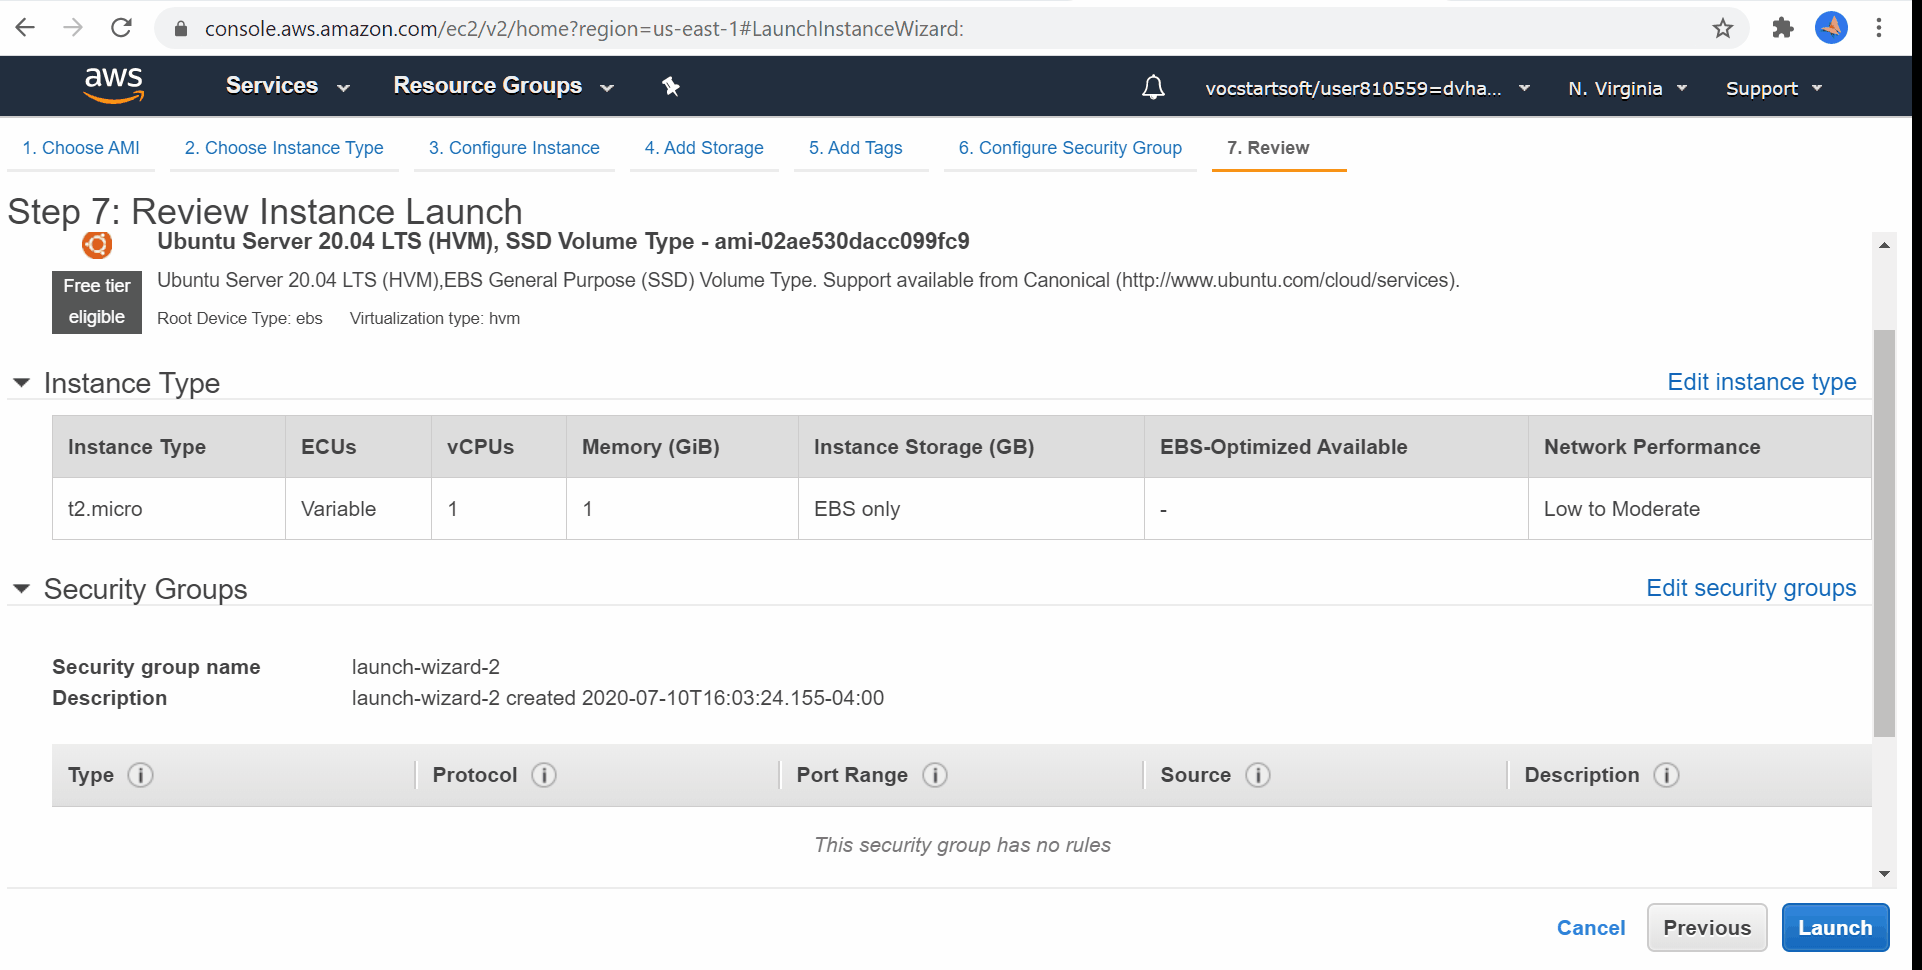 console.aws.amazon.com/ec2/v2/home?region=us-east-1#LaunchInstanceWizard:
aws Services Resource Groups vocstartsoft/user810559=dvha... N. Virginia Support
1. Choose AMI 2. Choose Instance Type 3. Configure Instance 4. Add Storage 5. Add Tags 6. Configure Security Group 7. Review
Step 7: Review Instance Launch
Ubuntu Server 20.04 LTS (HVM), SSD Volume Type - ami-02ae530dacc099fc9
Free tier eligible
Ubuntu Server 20.04 LTS (HVM),EBS General Purpose (SSD) Volume Type. Support available from Canonical (http://www.ubuntu.com/cloud/services).
Root Device Type: ebs Virtualization type: hvm
Instance Type Edit instance type
Instance Type ECUs vCPUs Memory (GiB) Instance Storage (GB) EBS-Optimized Available Network Performance
t2.micro Variable 1 1 EBS only - Low to Moderate
Security Groups Edit security groups
Security group name launch-wizard-2
Description launch-wizard-2 created 2020-07-10T16:03:24.155-04:00
Type i Protocol i Port Range i Source i Description i
This security group has no rules
Cancel Previous Launch